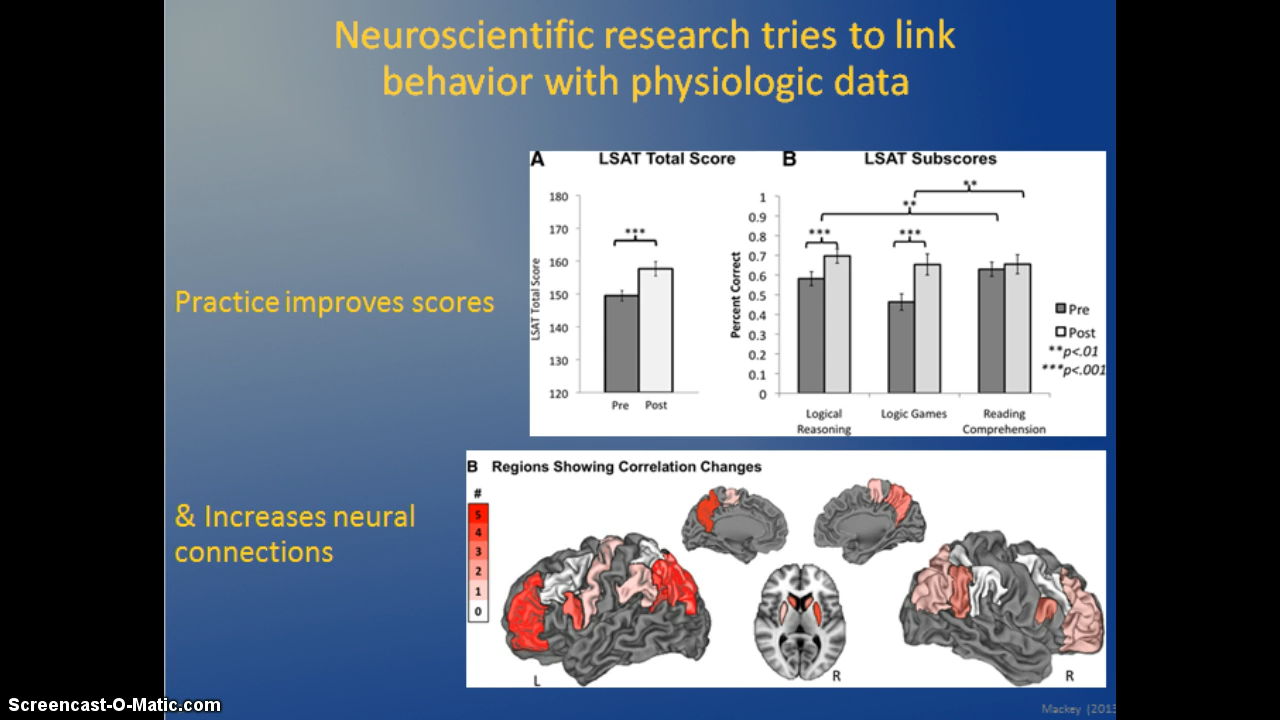 Neuroscientific research tries to link
behavior with physiologic data
Practice improves scores
A LSAT Total Score
LSAT Total Score
180
170
160
150
140
130
120
***
Pre Post
B LSAT Subscores
Percent Correct
1
0.9
0.8
0.7
0.6
0.5
0.4
0.3
0.2
0.1
0
**
**
*** ***
Pre
Post
**p<.01
***p<.001
Logical Logic Games Reading
Reasoning Comprehension
& Increases neural
connections
B Regions Showing Correlation Changes
#
5
4
3
2
1
0
L R R
Mackey (2013
Screencast-O-Matic.com